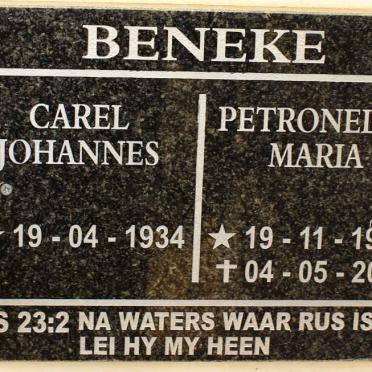 BENEKE
CAREL
JOHANNES
19 - 04 - 1934
PETRONEL
MARIA
★ 19 - 11 - 19
✝ 04 - 05 - 20
S 23:2 NA WATERS WAAR RUS IS
LEI HY MY HEEN